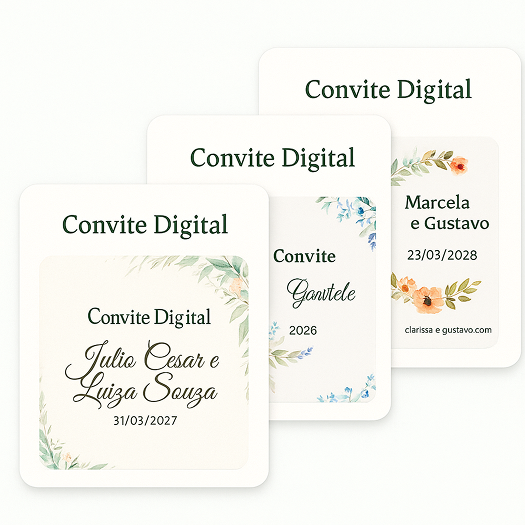 Convite Digital
Marcela
e Gustavo
23/03/2028
clarissa e gustavo.com
Convite Digital
Convite
2026
Convite Digital
Convite Digital
Julio Cesar e
Luiza Souza
31/03/2027